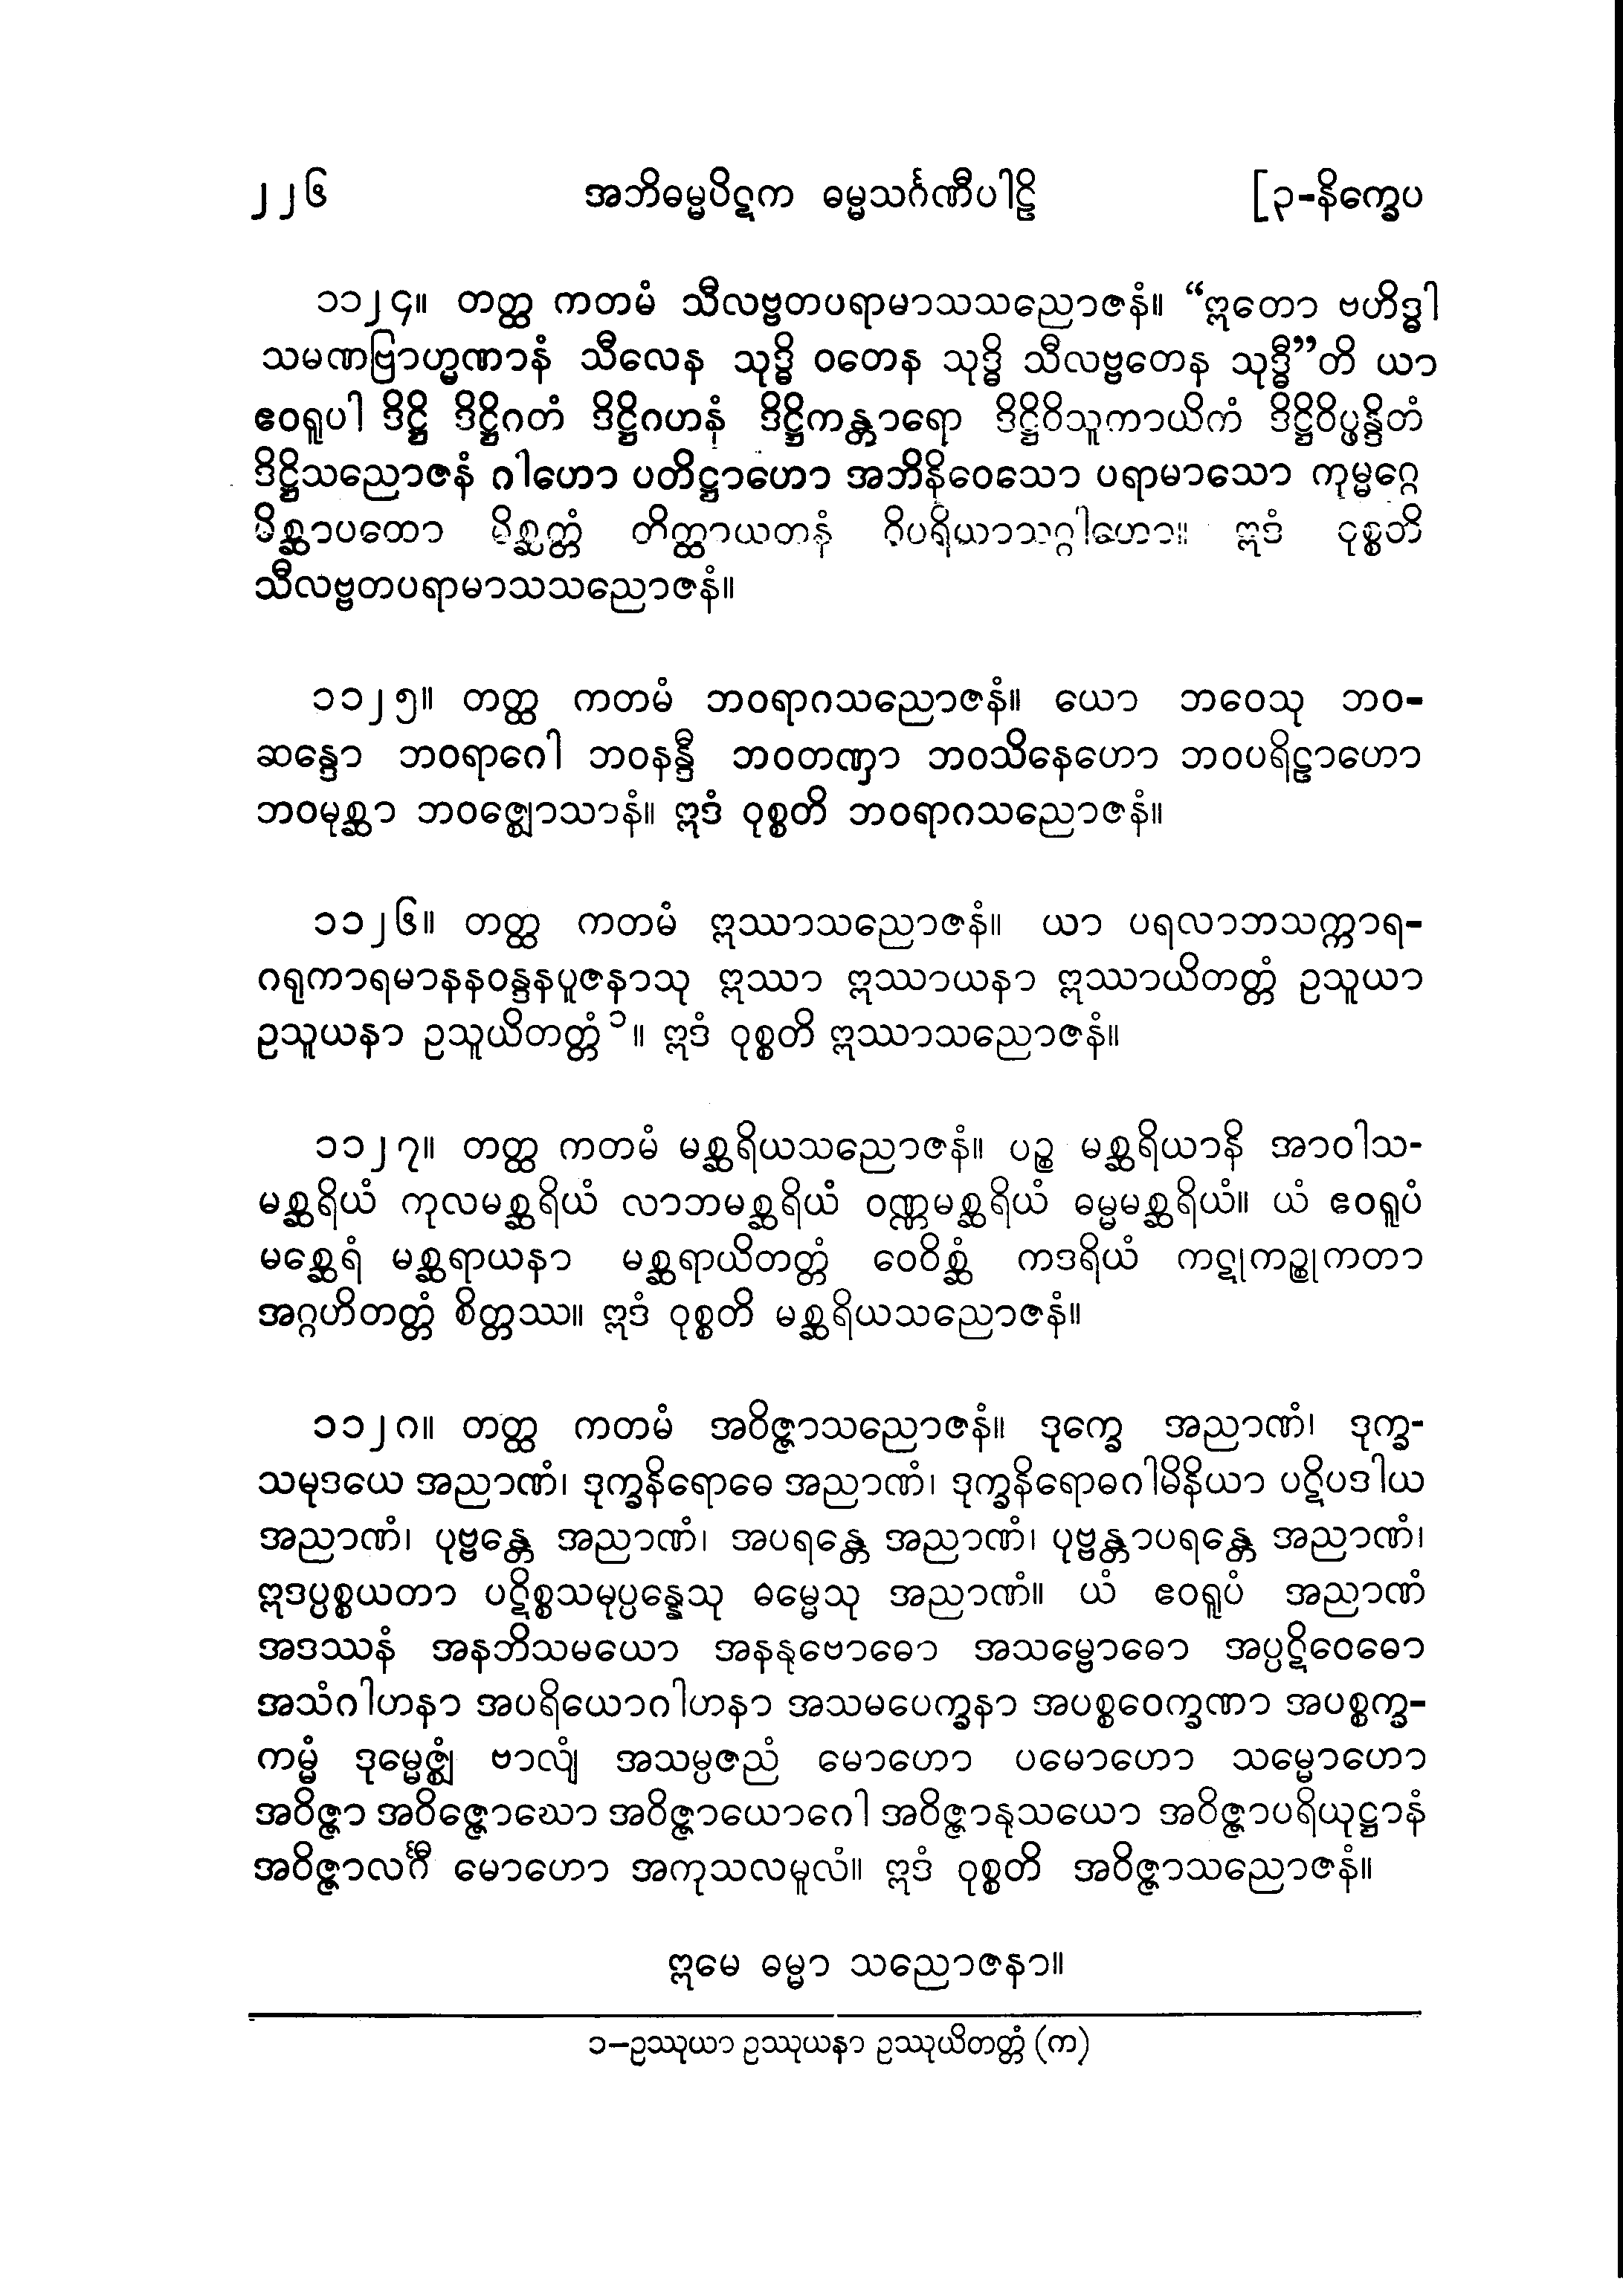 ၂၂၆ အဘိဓမ္မပိဋက ဓမ္မသင်္ဂဏီပါဠိ [၃-နိက္ခေပ
၁၁၂၄။ တတ္ထ ကတမံ သီလဗ္ဗတပရာမာသသညောဇနံ။ “ဣတော ဗဟိဒ္ဓါ
သမဏဗြာဟ္မဏာနံ သီလေန သုဒ္ဓိ ဝတေန သုဒ္ဓိ သီလဗ္ဗတေန သုဒ္ဓီ”တိ ယာ
ဧဝရူပါ ဒိဋ္ဌိ ဒိဋ္ဌိဂတံ ဒိဋ္ဌိဂဟနံ ဒိဋ္ဌိကန္တာရော ဒိဋ္ဌိဝိသူကာယိကံ ဒိဋ္ဌိဝိပ္ဖန္ဒိတံ
ဒိဋ္ဌိသညောဇနံ ဂါဟော ပတိဋ္ဌာဟော အဘိနိဝေသော ပရာမာသော ကုမ္မဂ္ဂေ
မိစ္ဆာပထော မိစ္ဆတ္တံ တိတ္ထာယတနံ ဝိပရိယာသဂ္ဂါဟော။ ဣဒံ ဝုစ္စတိ
သီလဗ္ဗတပရာမာသသညောဇနံ။
၁၁၂၅။ တတ္ထ ကတမံ ဘဝရာဂသညောဇနံ။ ယော ဘဝေသု ဘဝ-
ဆန္ဒော ဘဝရာဂေါ ဘဝနန္ဒီ ဘဝတဏှာ ဘဝသိနေဟော ဘဝပရိဠာဟော
ဘဝမုစ္ဆာ ဘဝဇ္ဈောသာနံ။ ဣဒံ ဝုစ္စတိ ဘဝရာဂသညောဇနံ။
၁၁၂၆။ တတ္ထ ကတမံ ဣဿာသညောဇနံ။ ယာ ပရလာဘသက္ကာရ-
ဂရုကာရမာနနဝန္ဒနပူဇနာသု ဣဿာ ဣဿာယနာ ဣဿာယိတတ္တံ ဥသူယာ
ဥသူယနာ ဥသူယိတတ္တံ ၁။ ဣဒံ ဝုစ္စတိ ဣဿာသညောဇနံ။
၁၁၂၇။ တတ္ထ ကတမံ မစ္ဆရိယသညောဇနံ။ ပဉ္စ မစ္ဆရိယာနိ အာဝါသ-
မစ္ဆရိယံ ကုလမစ္ဆရိယံ လာဘမစ္ဆရိယံ ဝဏ္ဏမစ္ဆရိယံ ဓမ္မမစ္ဆရိယံ။ ယံ ဧဝရူပံ
မစ္ဆေရံ မစ္ဆရာယနာ မစ္ဆရာယိတတ္တံ ဝေဝိစ္ဆံ ကဒရိယံ ကဋုကဉ္စုကတာ
အဂ္ဂဟိတတ္တံ စိတ္တဿ။ ဣဒံ ဝုစ္စတိ မစ္ဆရိယသညောဇနံ။
၁၁၂၈။ တတ္ထ ကတမံ အဝိဇ္ဇာသညောဇနံ။ ဒုက္ခေ အညာဏံ၊ ဒုက္ခ-
သမုဒယေ အညာဏံ၊ ဒုက္ခနိရောဓေ အညာဏံ၊ ဒုက္ခနိရောဓဂါမိနိယာ ပဋိပဒါယ
အညာဏံ၊ ပုဗ္ဗန္တေ အညာဏံ၊ အပရန္တေ အညာဏံ၊ ပုဗ္ဗန္တာပရန္တေ အညာဏံ၊
ဣဒပ္ပစ္စယတာ ပဋိစ္စသမုပ္ပန္နေသု ဓမ္မေသု အညာဏံ။ ယံ ဧဝရူပံ အညာဏံ
အဒဿနံ အနဘိသမယော အနနုဗောဓော အသမ္ဗောဓော အပ္ပဋိဝေဓော
အသံဂါဟနာ အပရိယောဂါဟနာ အသမပေက္ခနာ အပစ္စဝေက္ခဏာ အပစ္စက္ခ-
ကမ္မံ ဒုမ္မေဇ္ဈံ ဗာလျံ အသမ္ပဇညံ မောဟော ပမောဟော သမ္မောဟော
အဝိဇ္ဇာ အဝိဇ္ဇောဃော အဝိဇ္ဇာယောဂေါ အဝိဇ္ဇာနုသယော အဝိဇ္ဇာပရိယုဋ္ဌာနံ
အဝိဇ္ဇာလင်္ဂီ မောဟော အကုသလမူလံ။ ဣဒံ ဝုစ္စတိ အဝိဇ္ဇာသညောဇနံ။
ဣမေ ဓမ္မာ သညောဇနာ။
၁-ဥဿုယာ ဥဿုယနာ ဥဿုယိတတ္တံ (က)